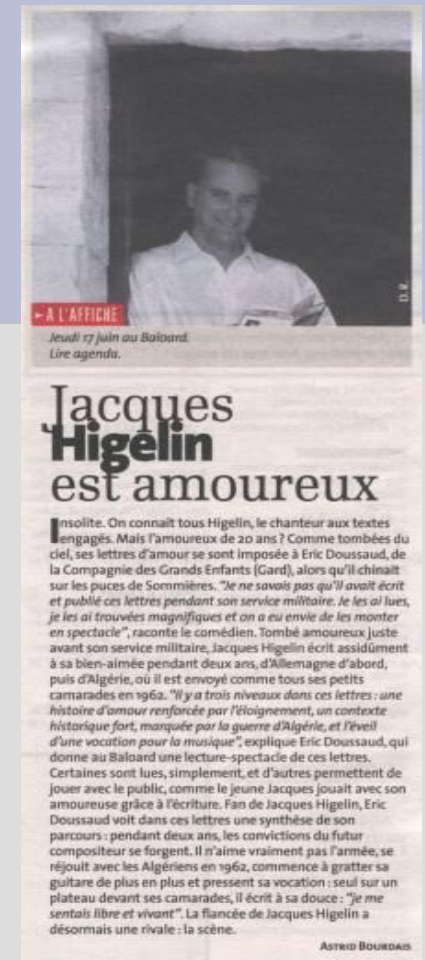 D.R.
▸A L'AFFICHE
Jeudi 17 juin au Baloard.
Lire agenda.
Jacques
Higelin
est amoureux
Insolite. On connaît tous Higelin, le chanteur aux textes
engagés. Mais l'amoureux de 20 ans ? Comme tombées du
ciel, ses lettres d'amour se sont imposée à Eric Doussaud, de
la Compagnie des Grands Enfants (Gard), alors qu'il chinait
sur les puces de Sommières. "Je ne savais pas qu'il avait écrit
et publié ces lettres pendant son service militaire. Je les ai lues,
je les ai trouvées magnifiques et on a eu envie de les monter
en spectacle", raconte le comédien. Tombé amoureux juste
avant son service militaire, Jacques Higelin écrit assidûment
à sa bien-aimée pendant deux ans, d'Allemagne d'abord,
puis d'Algérie, où il est envoyé comme tous ses petits
camarades en 1962. "Il y a trois niveaux dans ces lettres : une
histoire d'amour renforcée par l'éloignement, un contexte
historique fort, marquée par la guerre d'Algérie, et l'éveil
d'une vocation pour la musique", explique Eric Doussaud, qui
donne au Baloard une lecture-spectacle de ces lettres.
Certaines sont lues, simplement, et d'autres permettent de
jouer avec le public, comme le jeune Jacques jouait avec son
amoureuse grâce à l'écriture. Fan de Jacques Higelin, Eric
Doussaud voit dans ces lettres une synthèse de son
parcours : pendant deux ans, les convictions du futur
compositeur se forgent. Il n'aime vraiment pas l'armée, se
réjouit avec les Algériens en 1962, commence à gratter sa
guitare de plus en plus et pressent sa vocation : seul sur un
plateau devant ses camarades, il écrit à sa douce : "je me
sentais libre et vivant". La fiancée de Jacques Higelin a
désormais une rivale : la scène.
ASTRID BOURDAIS